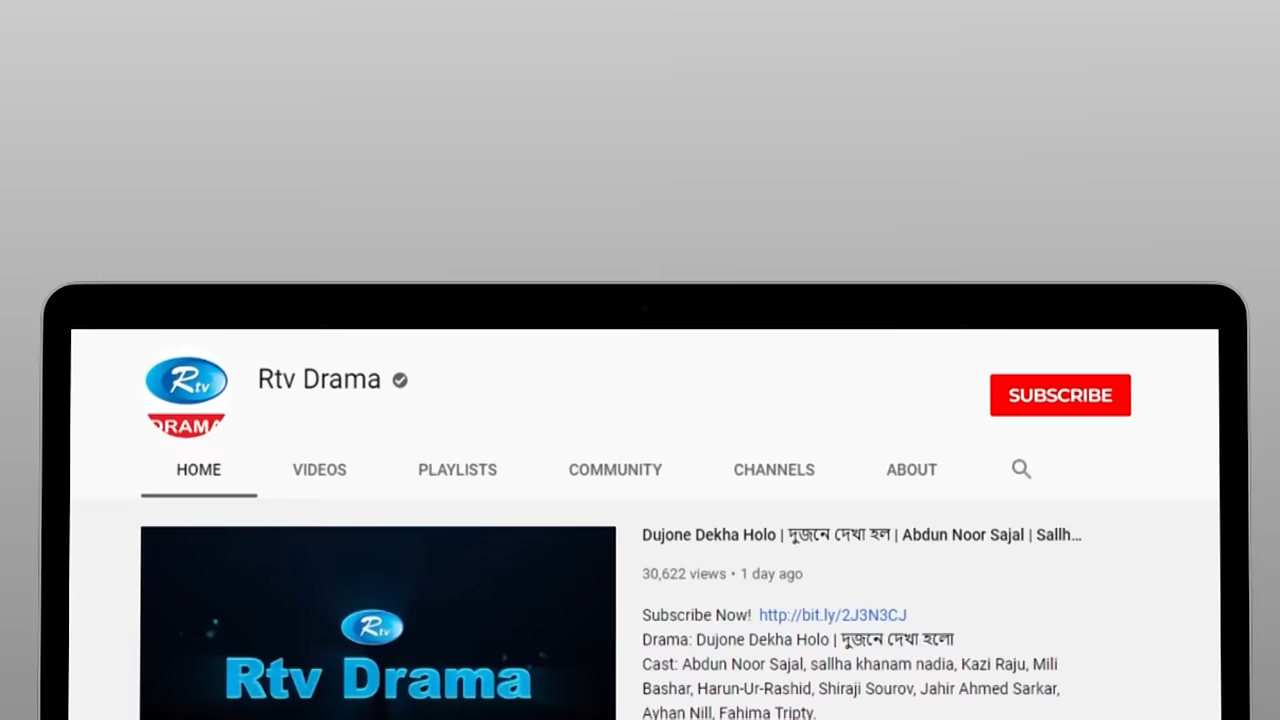 Rtv
DRAMA
Rtv Drama
SUBSCRIBE
HOME VIDEOS PLAYLISTS COMMUNITY CHANNELS ABOUT
Rtv
Rtv Drama
Dujone Dekha Holo | দুজনে দেখা হল | Abdun Noor Sajal | Sallh...
30,622 views • 1 day ago
Subscribe Now! http://bit.ly/2J3N3CJ
Drama: Dujone Dekha Holo | দুজনে দেখা হলো
Cast: Abdun Noor Sajal, sallha khanam nadia, Kazi Raju, Mili
Bashar, Harun-Ur-Rashid, Shiraji Sourov, Jahir Ahmed Sarkar,
Ayhan Nill, Fahima Tripty.